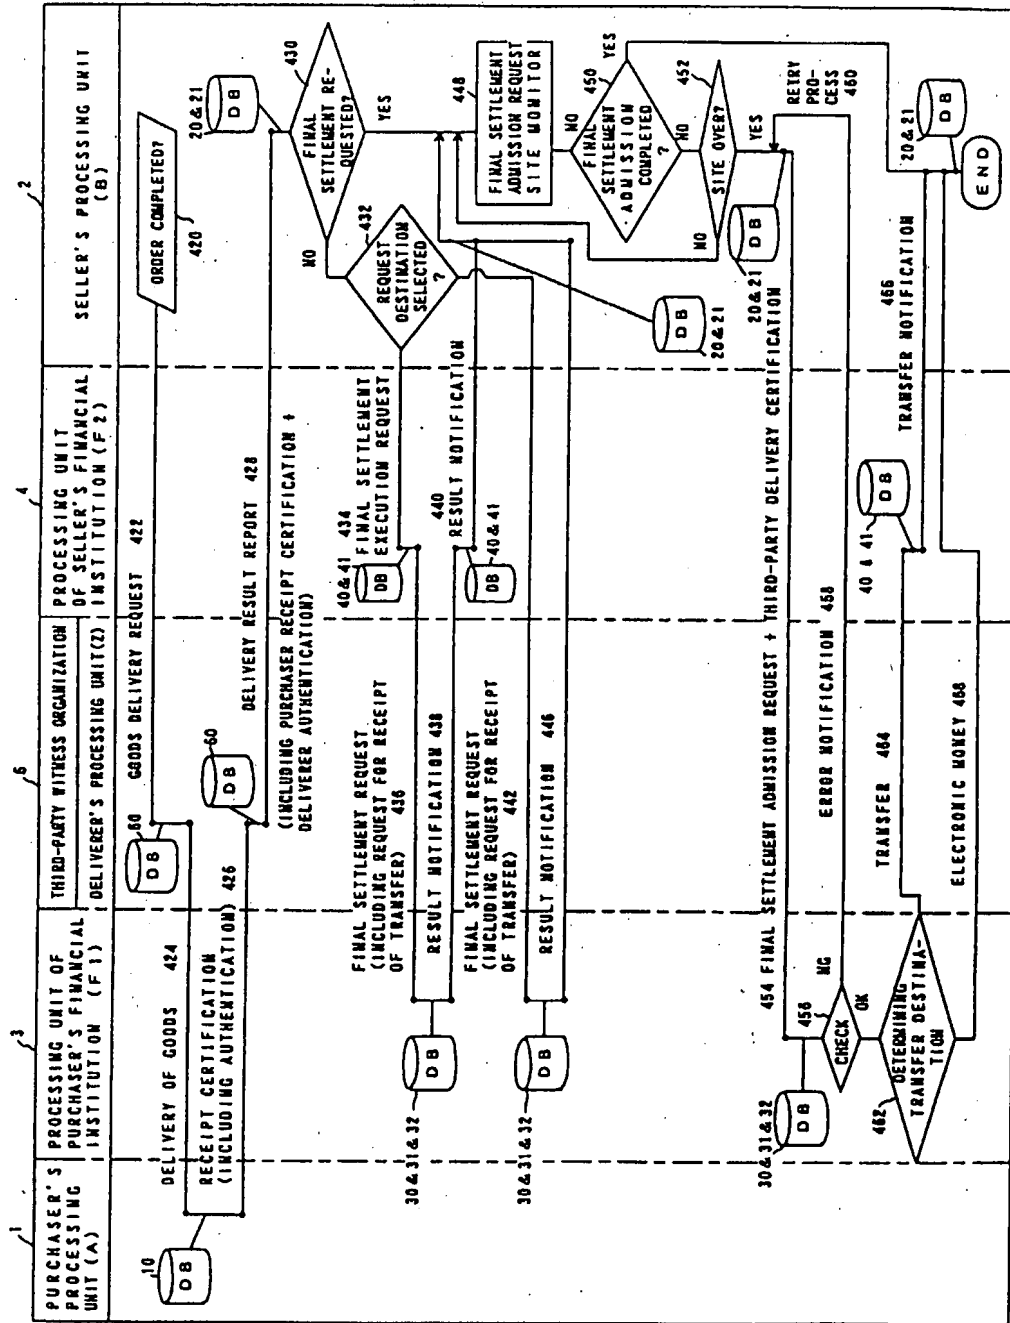 1
PURCHASER'S
PROCESSING
UNIT (A)
3
PROCESSING UNIT OF
PURCHASER'S FINANCIAL
INSTITUTION (F1)
6
THIRD-PARTY WITNESS ORGANIZATION
DELIVERER'S PROCESSING UNIT(Z)
4
PROCESSING UNIT
OF SELLER'S FINANCIAL
INSTITUTION (F2)
2
SELLER'S PROCESSING UNIT
(B)
ORDER COMPLETED?
420
GOODS DELIVERY REQUEST 422
60
DB
DELIVERY OF GOODS 424
10
DB
RECEIPT CERTIFICATION
(INCLUDING AUTHENTICATION) 426
60
DB
DELIVERY RESULT REPORT 428
(INCLUDING PURCHASER RECEIPT CERTIFICATION +
DELIVERER AUTHENTICATION)
20&21
DB
430
FINAL
SETTLEMENT RE-
QUESTED?
YES
NO
432
REQUEST
DESTINATION
SELECTED
?
DB
20&21
434
FINAL SETTLEMENT
EXECUTION REQUEST
40&41
DB
FINAL SETTLEMENT REQUEST
(INCLUDING REQUEST FOR RECEIPT
OF TRANSFER) 436
DB
30&31&32
RESULT NOTIFICATION 438
440
RESULT NOTIFICATION
DB
40&41
FINAL SETTLEMENT REQUEST
(INCLUDING REQUEST FOR RECEIPT
OF TRANSFER) 442
DB
30&31&32
RESULT NOTIFICATION 446
448
FINAL SETTLEMENT
ADMISSION REQUEST
SITE MONITOR
NO
450
YES
FINAL
SETTLEMENT
ADMISSION
COMPLETED
?
NO
452
SITE OVER?
NO
YES
DB
20&21
RETRY
PRO-
CESS
460
454 FINAL SETTLEMENT ADMISSION REQUEST + THIRD-PARTY DELIVERY CERTIFICATION
DB
30&31&32
456
CHECK
NG
OK
ERROR NOTIFICATION 458
462
DETERMINING
TRANSFER DESTINA-
TION
TRANSFER 464
DB
40 & 41
TRANSFER NOTIFICATION
466
ELECTRONIC MONEY 468
DB
20&21
END